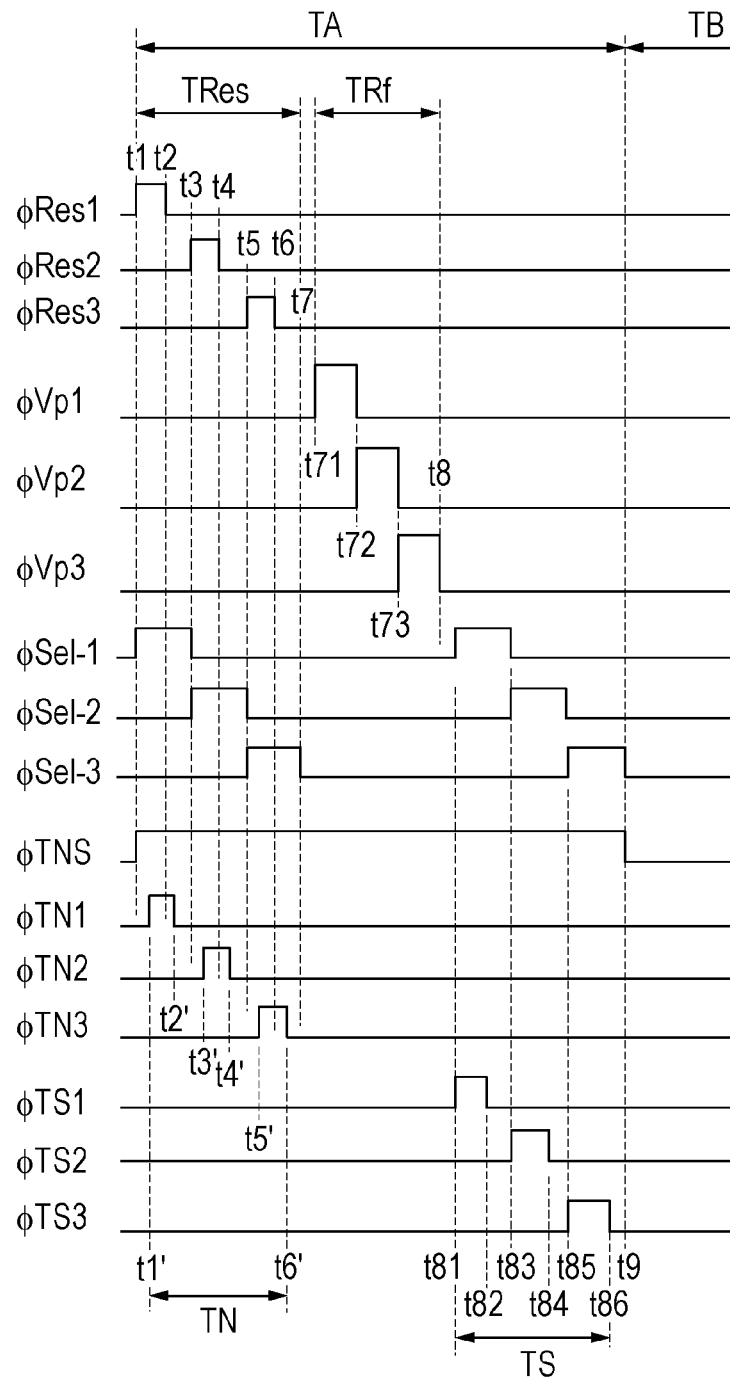 TA TB
TRes TRf
t1 t2
t3 t4
ϕRes1
t5 t6
ϕRes2
t7
ϕRes3
ϕVp1
t71 t8
ϕVp2
t72
ϕVp3
t73
ϕSel-1
ϕSel-2
ϕSel-3
ϕTNS
ϕTN1
ϕTN2
t2'
ϕTN3
t3' t4'
ϕTS1
t5'
ϕTS2
ϕTS3
t1' t6' t81 t83 t85 t9
t82 t84 t86
TN TS